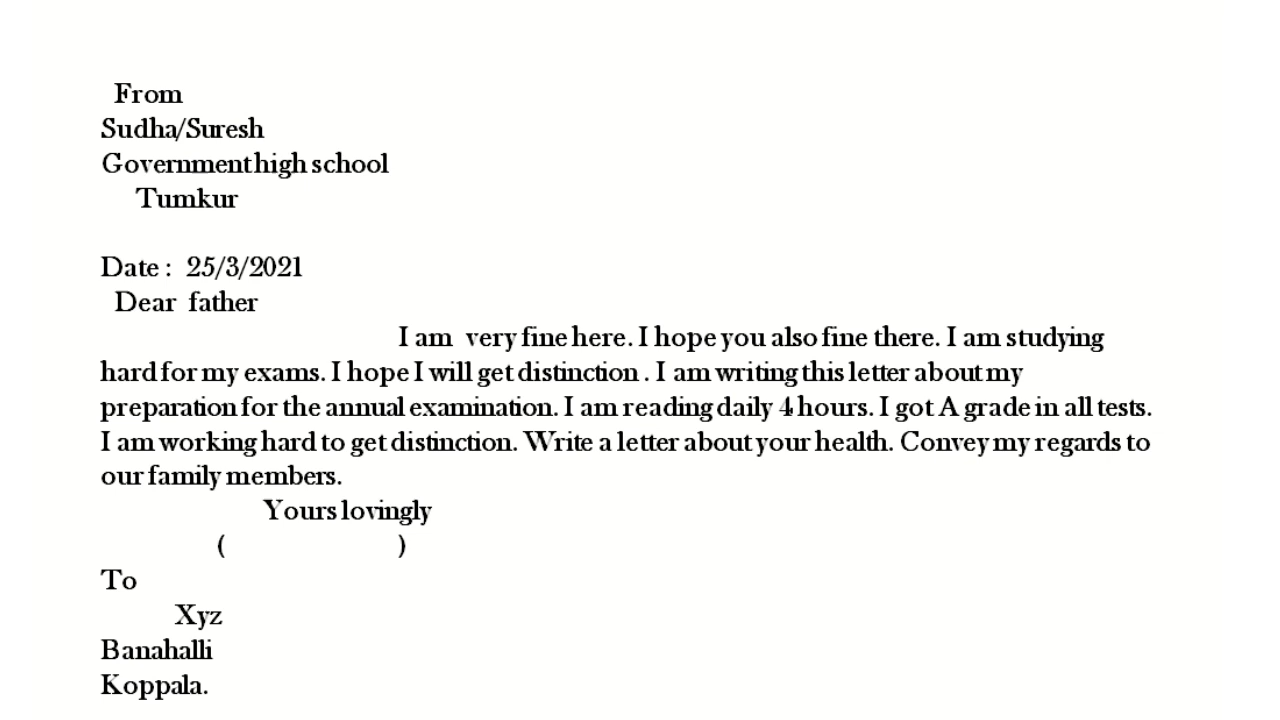 From
Sudha/Suresh
Government high school
Tumkur
Date : 25/3/2021
Dear father
I am very fine here. I hope you also fine there. I am studying
hard for my exams. I hope I will get distinction . I am writing this letter about my
preparation for the annual examination. I am reading daily 4 hours. I got A grade in all tests.
I am working hard to get distinction. Write a letter about your health. Convey my regards to
our family members.
Yours lovingly
( )
To
Xyz
Banahalli
Koppala.